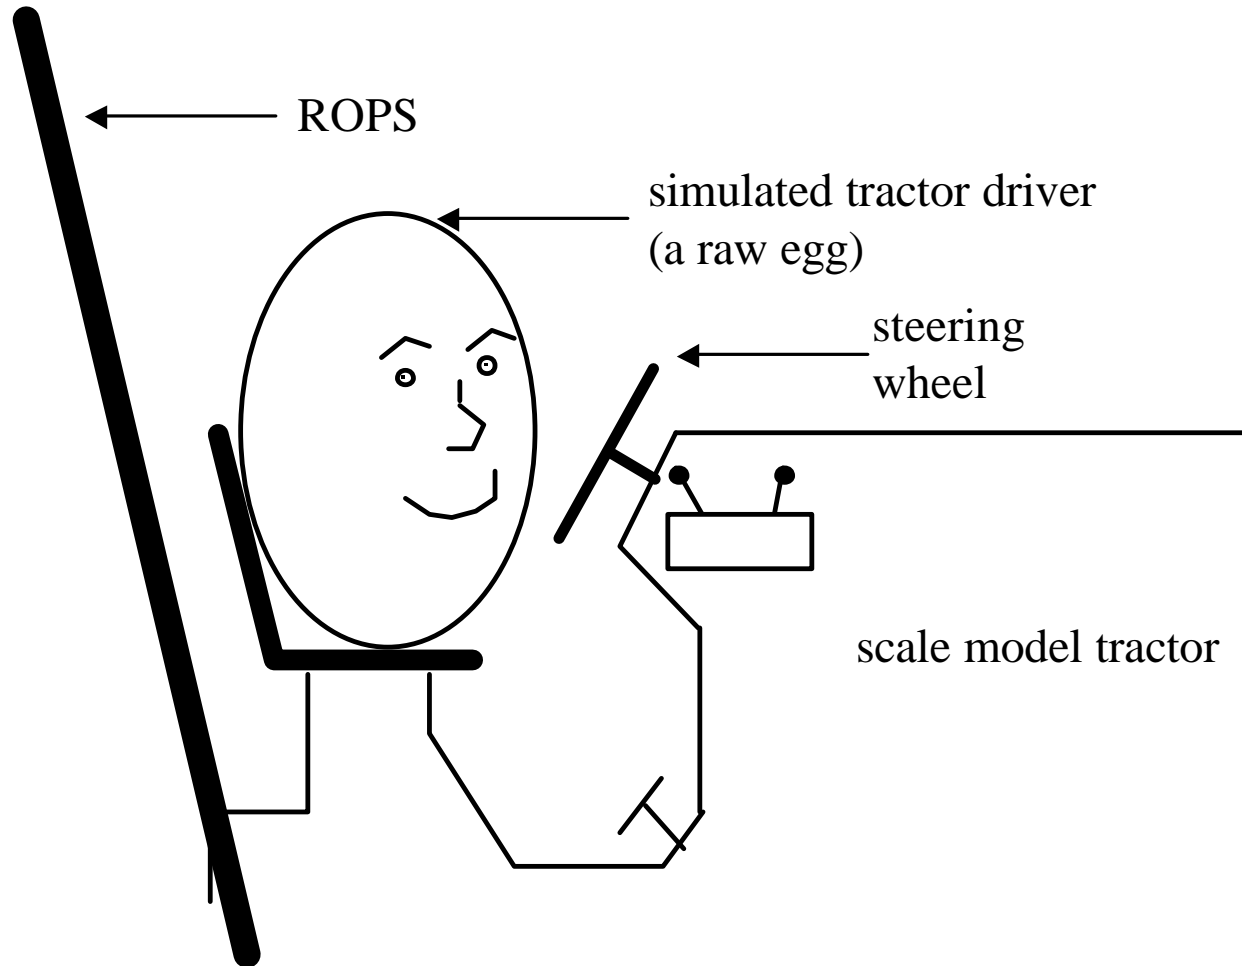 ROPS
simulated tractor driver
(a raw egg)
steering
wheel
scale model tractor